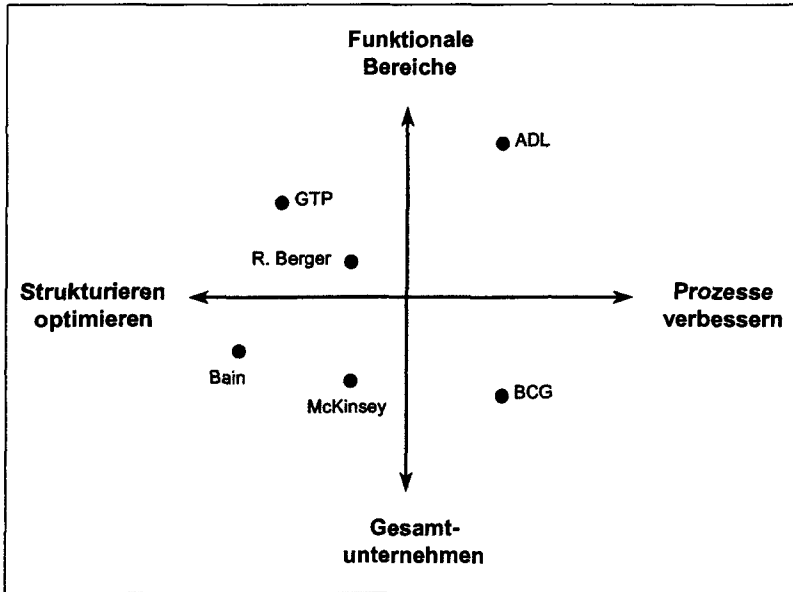 Funktionale
Bereiche
ADL
GTP
R. Berger
Strukturieren
optimieren
Prozesse
verbessern
Bain
McKinsey
BCG
Gesamt-
unternehmen